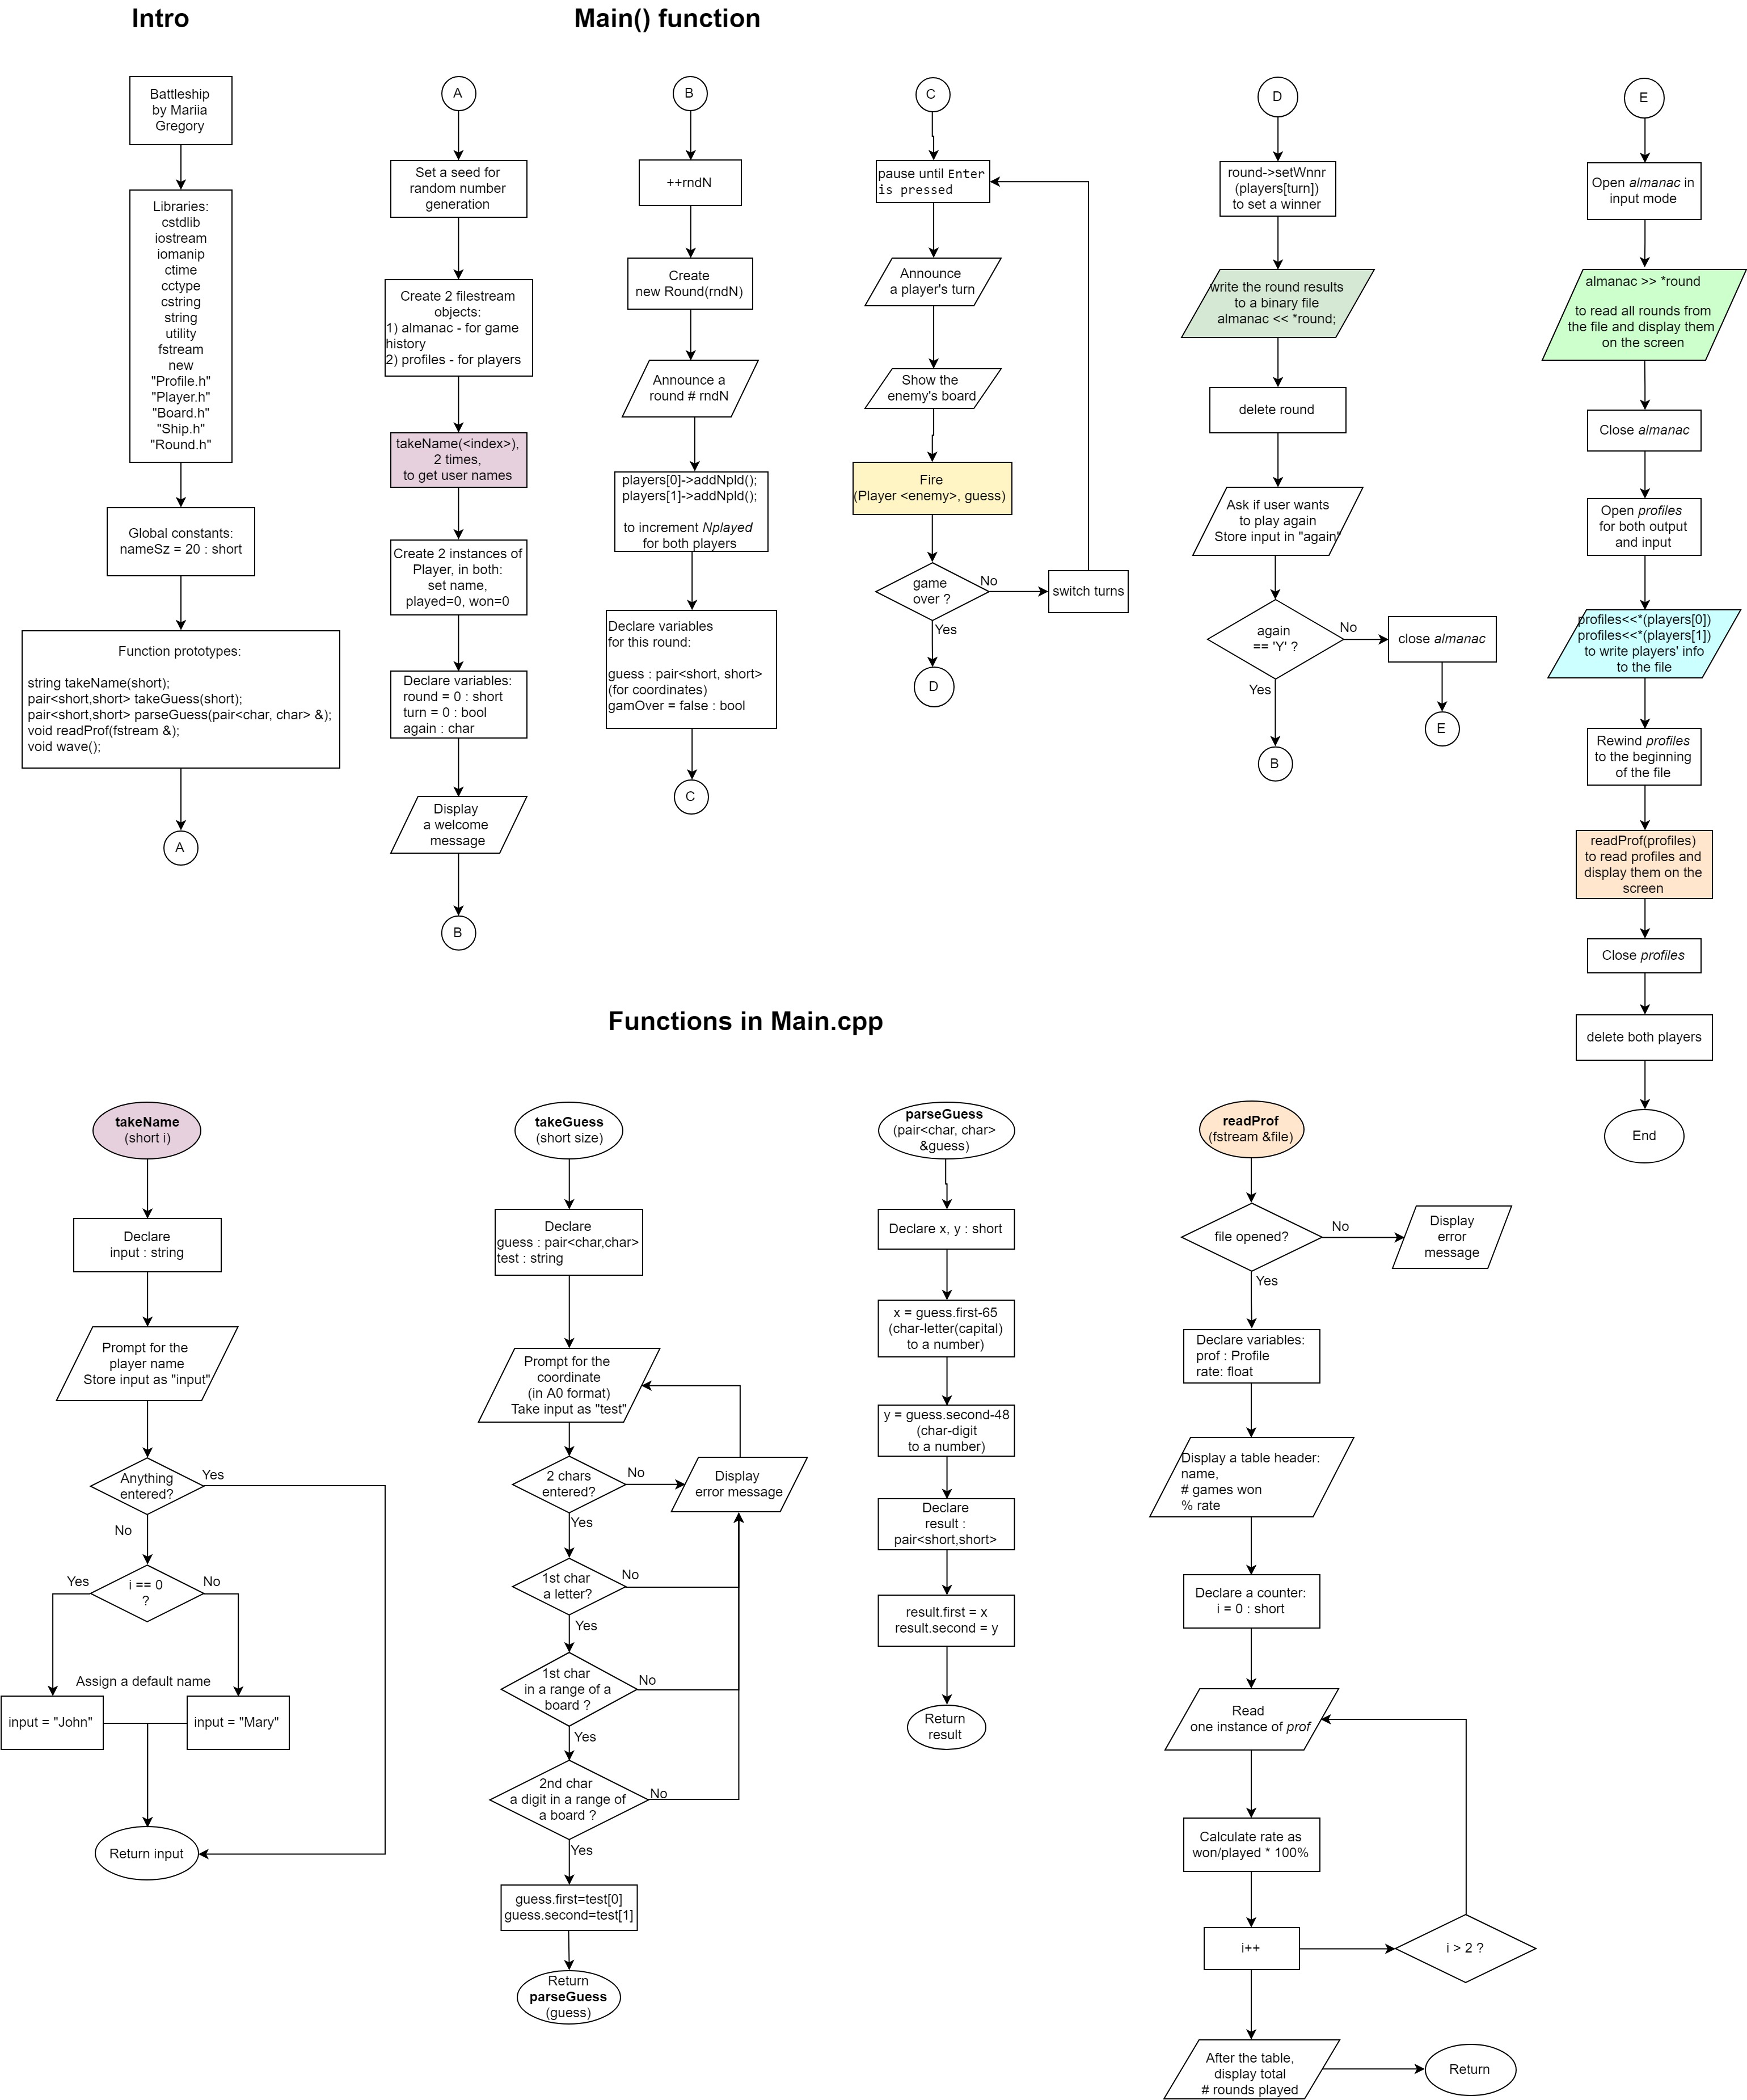 Intro
Main() function
Battleship
by Mariia
Gregory
Libraries:
cstdlib
iostream
iomanip
ctime
cctype
cstring
string
utility
fstream
new
"Profile.h"
"Player.h"
"Board.h"
"Ship.h"
"Round.h"
Global constants:
nameSz = 20 : short
Function prototypes:
string takeName(short);
pair<short,short> takeGuess(short);
pair<short,short> parseGuess(pair<char, char> &);
void readProf(fstream &);
void wave();
A
A
Set a seed for
random number
generation
Create 2 filestream
objects:
1) almanac - for game
history
2) profiles - for players
takeName(<index>),
2 times,
to get user names
Create 2 instances of
Player, in both:
set name,
played=0, won=0
Declare variables:
round = 0 : short
turn = 0 : bool
again : char
Display
a welcome
message
B
B
++rndN
Create
new Round(rndN)
Announce a
round # rndN
players[0]->addNpld();
players[1]->addNpld();
to increment Nplayed
for both players
Declare variables
for this round:
guess : pair<short, short>
(for coordinates)
gamOver = false : bool
C
C
pause until Enter
is pressed
Announce
a player's turn
Show the
enemy's board
Fire
(Player <enemy>, guess)
game
over ?
No
switch turns
Yes
D
D
round->setWnnr
(players[turn])
to set a winner
write the round results
to a binary file
almanac << *round;
delete round
Ask if user wants
to play again
Store input in "again"
again
== 'Y' ?
No
close almanac
Yes
B
E
E
Open almanac in
input mode
almanac >> *round
to read all rounds from
the file and display them
on the screen
Close almanac
Open profiles
for both output
and input
profiles<<*(players[0])
profiles<<*(players[1])
to write players' info
to the file
Rewind profiles
to the beginning
of the file
readProf(profiles)
to read profiles and
display them on the
screen
Close profiles
delete both players
End
Functions in Main.cpp
takeName
(short i)
Declare
input : string
Prompt for the
player name
Store input as "input"
Anything
entered?
Yes
No
i == 0
?
Yes
No
Assign a default name
input = "John"
input = "Mary"
Return input
takeGuess
(short size)
Declare
guess : pair<char,char>
test : string
Prompt for the
coordinate
(in A0 format)
Take input as "test"
2 chars
entered?
No
Display
error message
Yes
1st char
a letter?
No
Yes
1st char
in a range of a
board ?
No
Yes
2nd char
a digit in a range of
a board ?
No
Yes
guess.first=test[0]
guess.second=test[1]
Return
parseGuess
(guess)
parseGuess
(pair<char, char>
&guess)
Declare x, y : short
x = guess.first-65
(char-letter(capital)
to a number)
y = guess.second-48
(char-digit
to a number)
Declare
result :
pair<short,short>
result.first = x
result.second = y
Return
result
readProf
(fstream &file)
file opened?
No
Display
error
message
Yes
Declare variables:
prof : Profile
rate: float
Display a table header:
name,
# games won
% rate
Declare a counter:
i = 0 : short
Read
one instance of prof
Calculate rate as
won/played * 100%
i++
i > 2 ?
After the table,
display total
# rounds played
Return